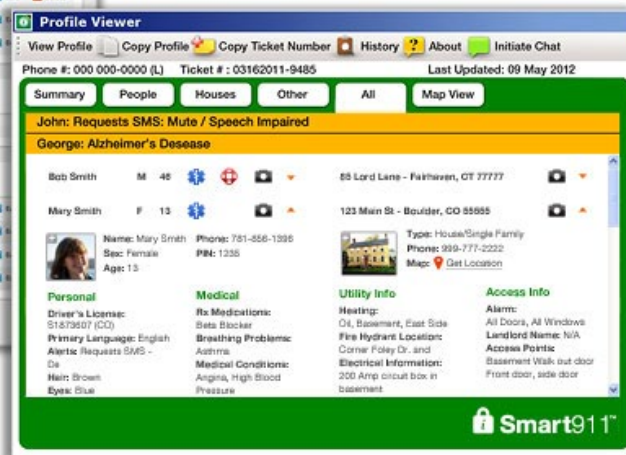 Profile Viewer
View Profile Copy Profile Copy Ticket Number History About Initiate Chat
Phone #: 000 000-0000 (L) Ticket # : 03162011-9485 Last Updated: 09 May 2012
Summary People Houses Other All Map View
John: Requests SMS: Mute / Speech Impaired
George: Alzheimer's Desease
Bob Smith M 46 85 Lord Lane - Fairhaven, CT 77777
Mary Smith F 13 123 Main St - Boulder, CO 55555
Name: Mary Smith Phone: 781-856-1396
Sex: Female PIN: 1235
Age: 13
Type: House/Single Family
Phone: 999-777-2222
Map: Get Location
Personal
Driver's License:
S1873607 (CO)
Primary Language: English
Alerts: Requests SMS -
De
Hair: Brown
Eyes: Blue
Medical
Rx Medications:
Beta Blocker
Breathing Problems:
Asthma
Medical Conditions:
Angina, High Blood
Pressure
Utility Info
Heating:
Oil, Basement, East Side
Fire Hydrant Location:
Corner Foley Dr. and
Electrical Information:
200 Amp circuit box in
basement
Access Info
Alarm:
All Doors, All Windows
Landlord Name: N/A
Access Points:
Basement Walk out door
Front door, side door
Smart911™